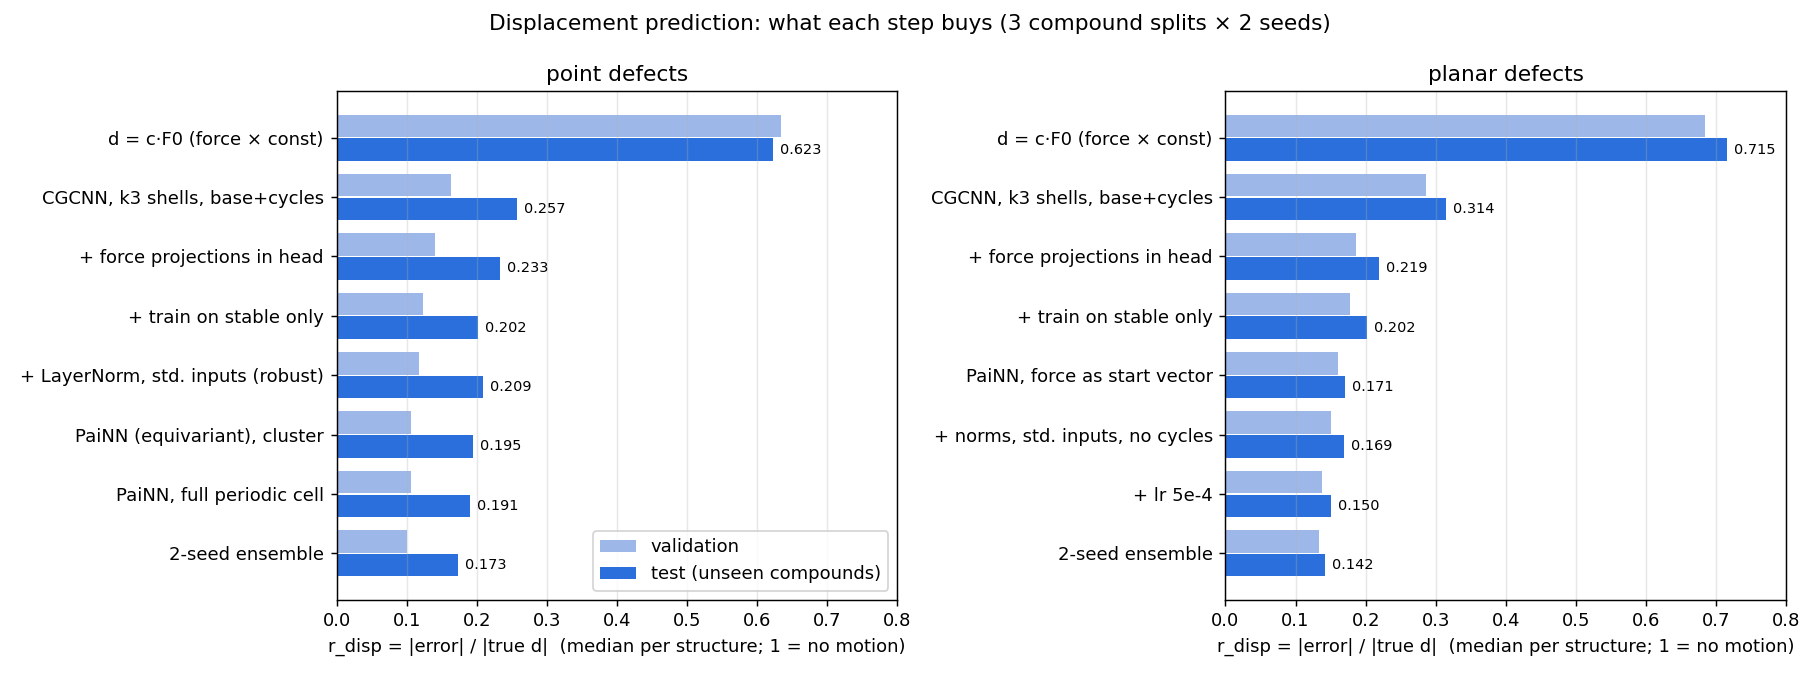 Displacement prediction: what each step buys (3 compound splits × 2 seeds)
point defects
d = c·F0 (force × const)
0.623
CGCNN, k3 shells, base+cycles
0.257
+ force projections in head
0.233
+ train on stable only
0.202
+ LayerNorm, std. inputs (robust)
0.209
PaiNN (equivariant), cluster
0.195
PaiNN, full periodic cell
0.191
2-seed ensemble
0.173
validation
test (unseen compounds)
0.0 0.1 0.2 0.3 0.4 0.5 0.6 0.7 0.8
r_disp = |error| / |true d|  (median per structure; 1 = no motion)
planar defects
d = c·F0 (force × const)
0.715
CGCNN, k3 shells, base+cycles
0.314
+ force projections in head
0.219
+ train on stable only
0.202
PaiNN, force as start vector
0.171
+ norms, std. inputs, no cycles
0.169
+ lr 5e-4
0.150
2-seed ensemble
0.142
0.0 0.1 0.2 0.3 0.4 0.5 0.6 0.7 0.8
r_disp = |error| / |true d|  (median per structure; 1 = no motion)